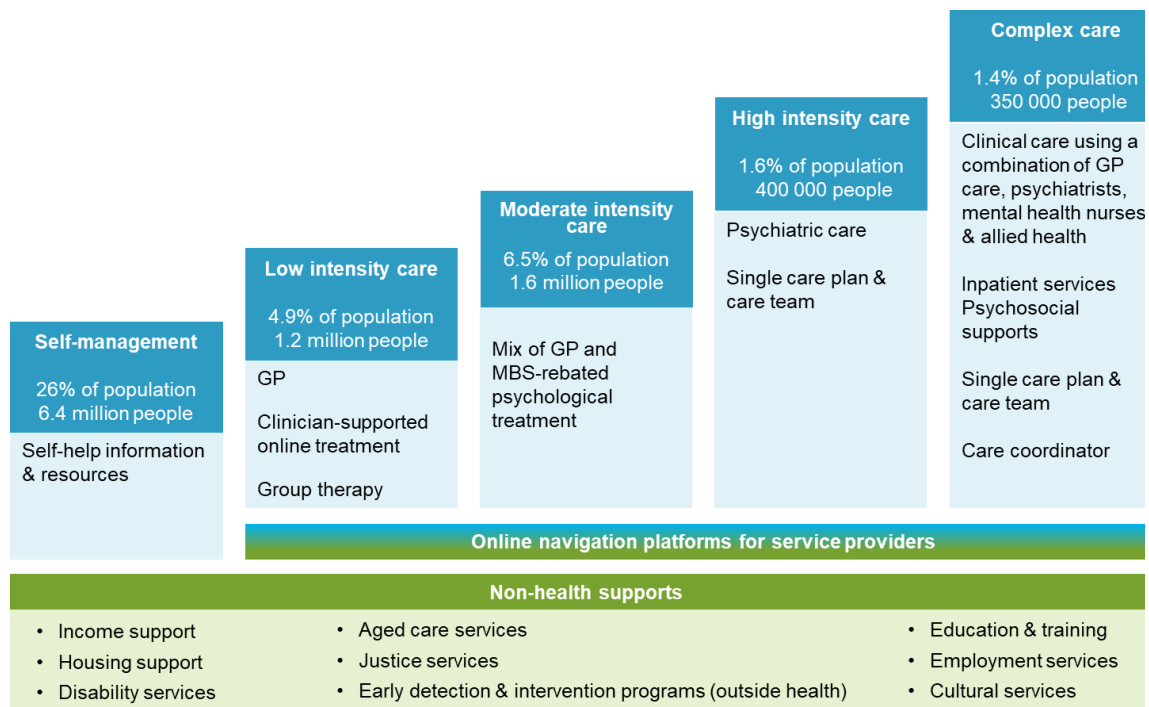 Self-management
26% of population
6.4 million people
Self-help information
& resources
Low intensity care
4.9% of population
1.2 million people
GP
Clinician-supported
online treatment
Group therapy
Moderate intensity
care
6.5% of population
1.6 million people
Mix of GP and
MBS-rebated
psychological
treatment
High intensity care
1.6% of population
400 000 people
Psychiatric care
Single care plan &
care team
Complex care
1.4% of population
350 000 people
Clinical care using a
combination of GP
care, psychiatrists,
mental health nurses
& allied health
Inpatient services
Psychosocial
supports
Single care plan &
care team
Care coordinator
Online navigation platforms for service providers
Non-health supports
• Income support
• Housing support
• Disability services
• Aged care services
• Justice services
• Early detection & intervention programs (outside health)
• Education & training
• Employment services
• Cultural services